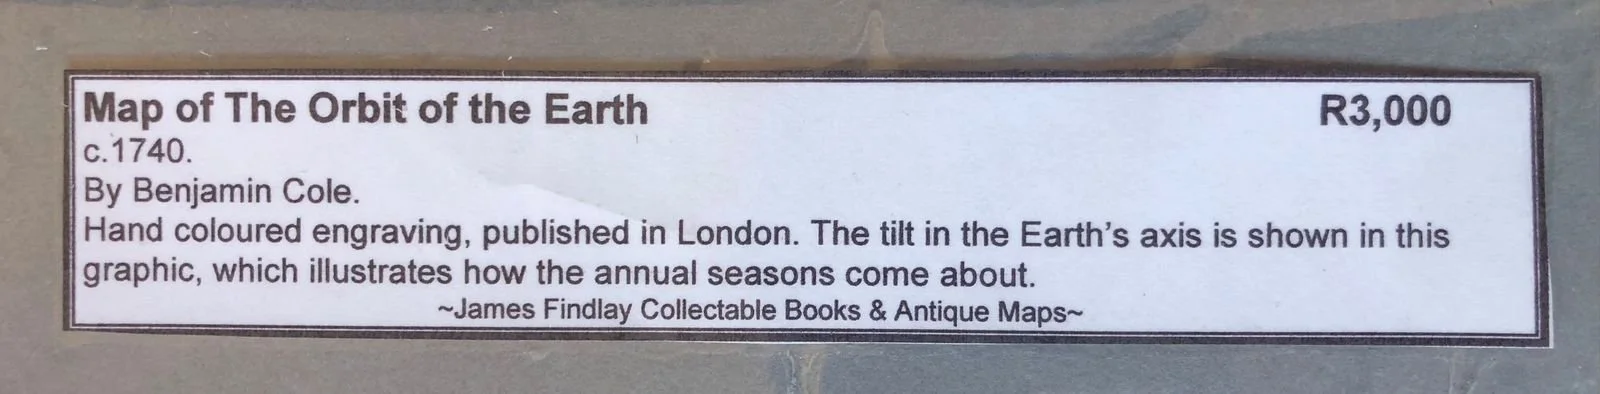 Map of The Orbit of the Earth R3,000
c.1740.
By Benjamin Cole.
Hand coloured engraving, published in London. The tilt in the Earth's axis is shown in this
graphic, which illustrates how the annual seasons come about.
~James Findlay Collectable Books & Antique Maps~